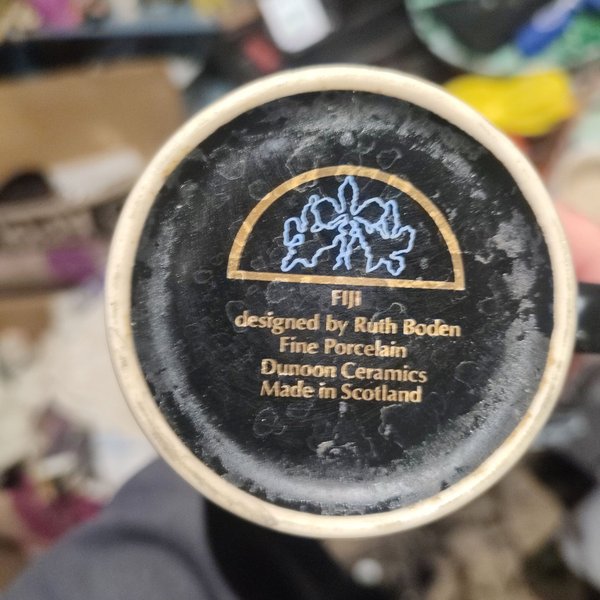 FIJI
designed by Ruth Boden
Fine Porcelain
Dunoon Ceramics
Made in Scotland